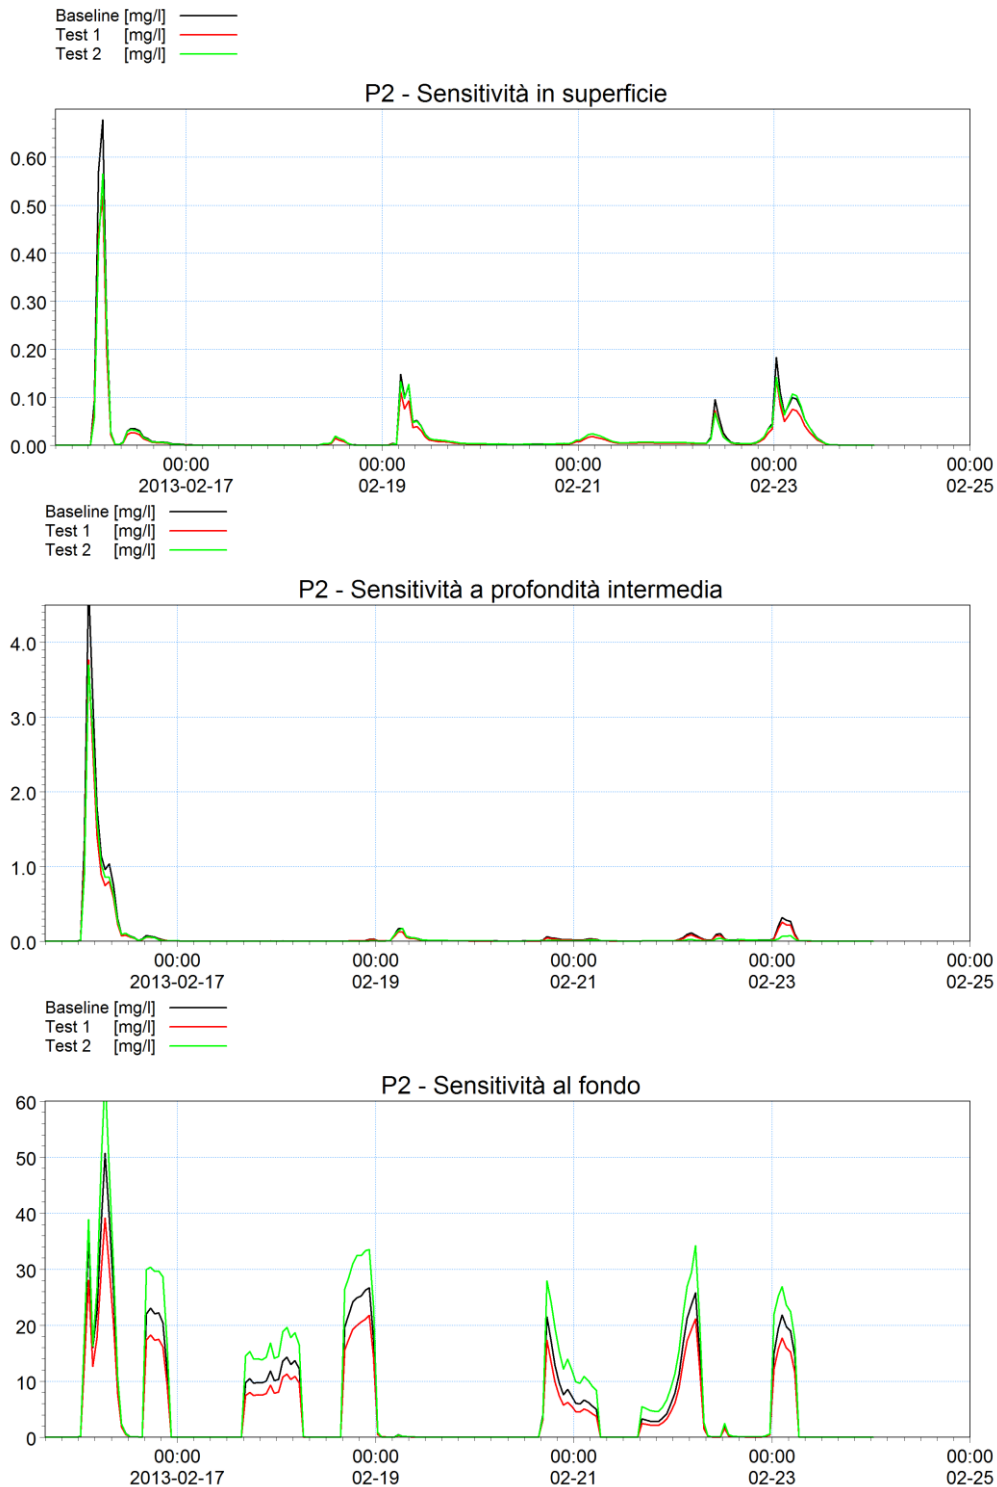 Baseline [mg/l]
Test 1 [mg/l]
Test 2 [mg/l]
P2 - Sensitività in superficie
0.60
0.50
0.40
0.30
0.20
0.10
0.00
00:00 00:00 00:00 00:00 00:00
2013-02-17 02-19 02-21 02-23 02-25
Baseline [mg/l]
Test 1 [mg/l]
Test 2 [mg/l]
P2 - Sensitività a profondità intermedia
4.0
3.0
2.0
1.0
0.0
00:00 00:00 00:00 00:00 00:00
2013-02-17 02-19 02-21 02-23 02-25
Baseline [mg/l]
Test 1 [mg/l]
Test 2 [mg/l]
P2 - Sensitività al fondo
60
50
40
30
20
10
0
00:00 00:00 00:00 00:00 00:00
2013-02-17 02-19 02-21 02-23 02-25